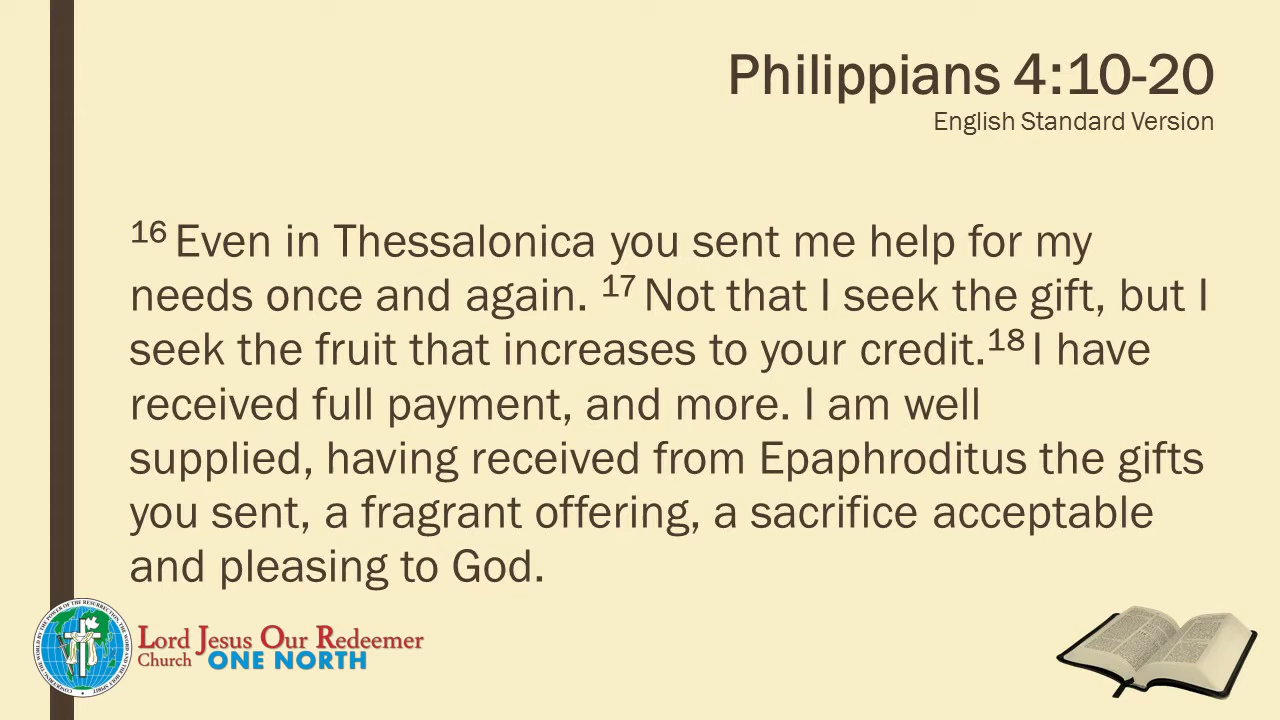 Philippians 4:10-20
English Standard Version
16 Even in Thessalonica you sent me help for my
needs once and again. 17 Not that I seek the gift, but I
seek the fruit that increases to your credit.18 I have
received full payment, and more. I am well
supplied, having received from Epaphroditus the gifts
you sent, a fragrant offering, a sacrifice acceptable
and pleasing to God.
Lord Jesus Our Redeemer
Church ONE NORTH